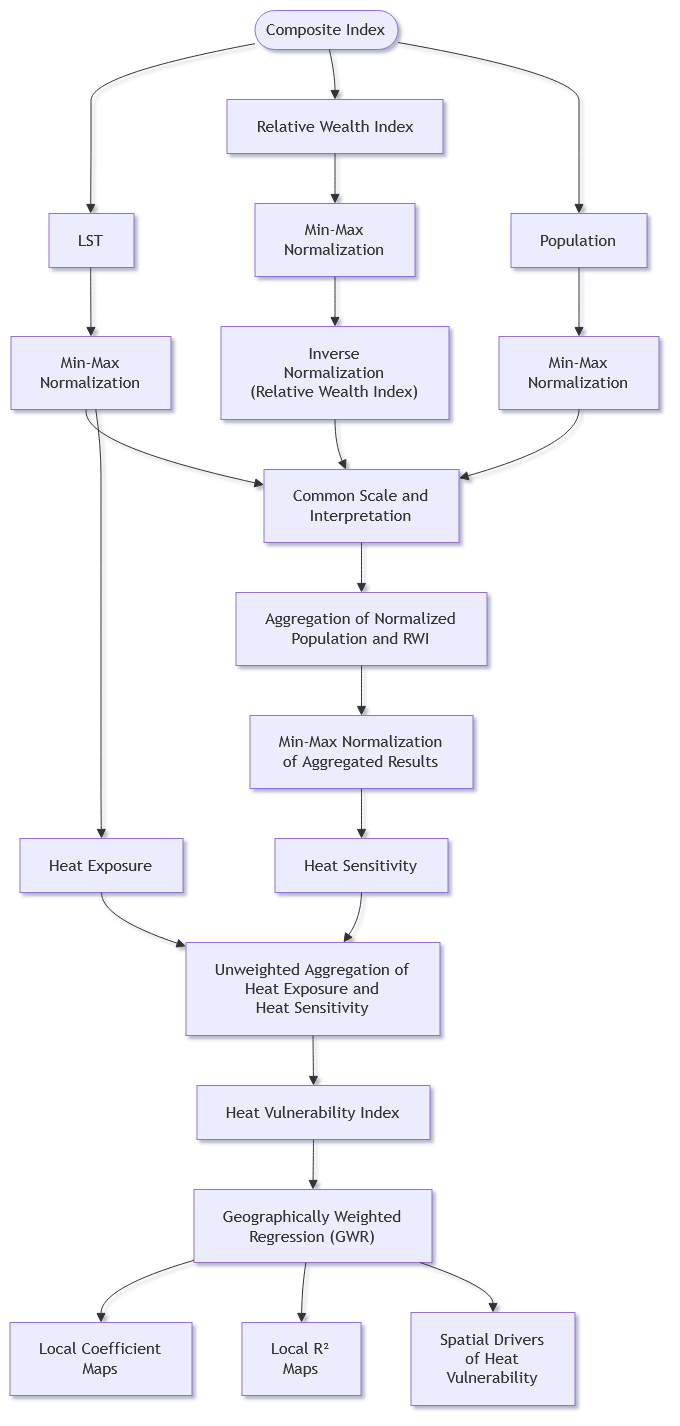 Composite Index
Relative Wealth Index
LST
Min-Max
Normalization
Population
Min-Max
Normalization
Inverse
Normalization
(Relative Wealth Index)
Min-Max
Normalization
Common Scale and
Interpretation
Aggregation of Normalized
Population and RWI
Min-Max Normalization
of Aggregated Results
Heat Exposure
Heat Sensitivity
Unweighted Aggregation of
Heat Exposure and
Heat Sensitivity
Heat Vulnerability Index
Geographically Weighted
Regression (GWR)
Local Coefficient
Maps
Local R²
Maps
Spatial Drivers
of Heat
Vulnerability